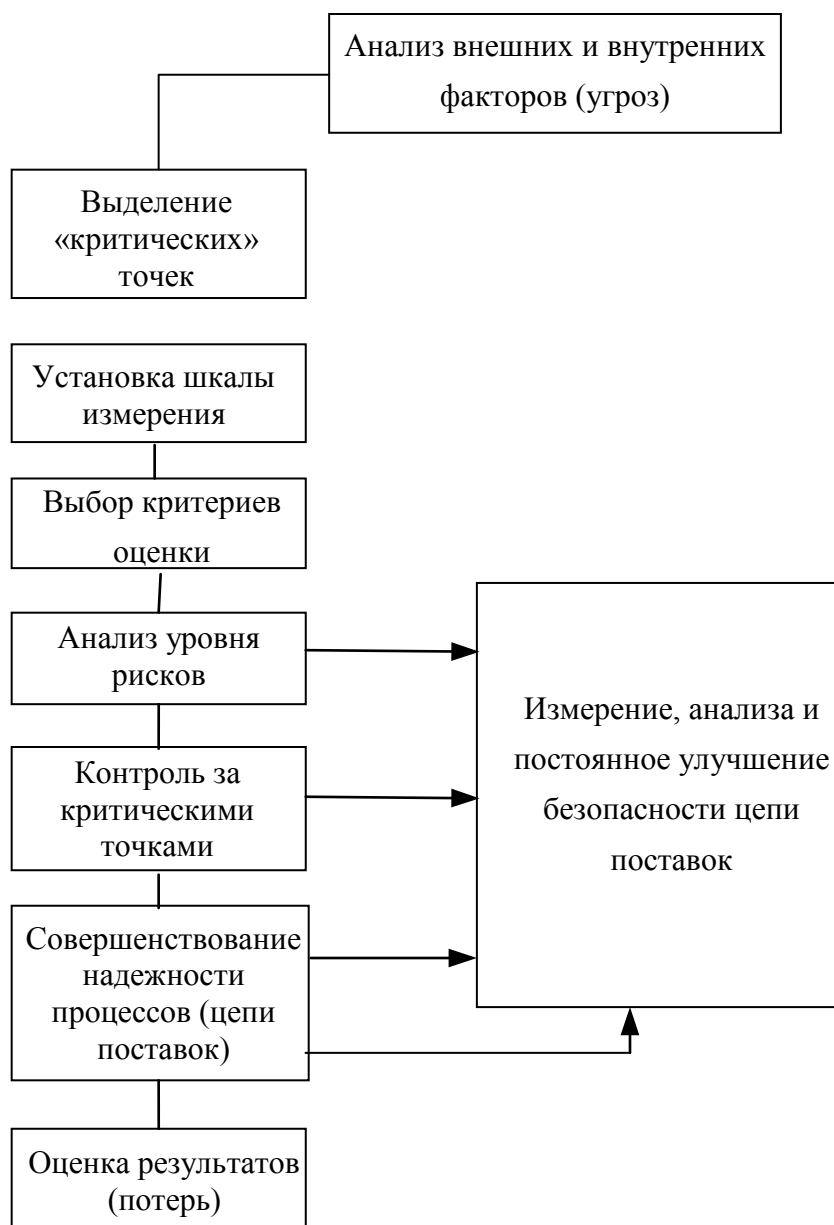 Анализ внешних и внутренних
факторов (угроз)
Выделение
«критических»
точек
Установка шкалы
измерения
Выбор критериев
оценки
Анализ уровня
рисков
Контроль за
критическими
точками
Совершенствование
надежности
процессов (цепи
поставок)
Оценка результатов
(потерь)
Измерение, анализа и
постоянное улучшение
безопасности цепи
поставок